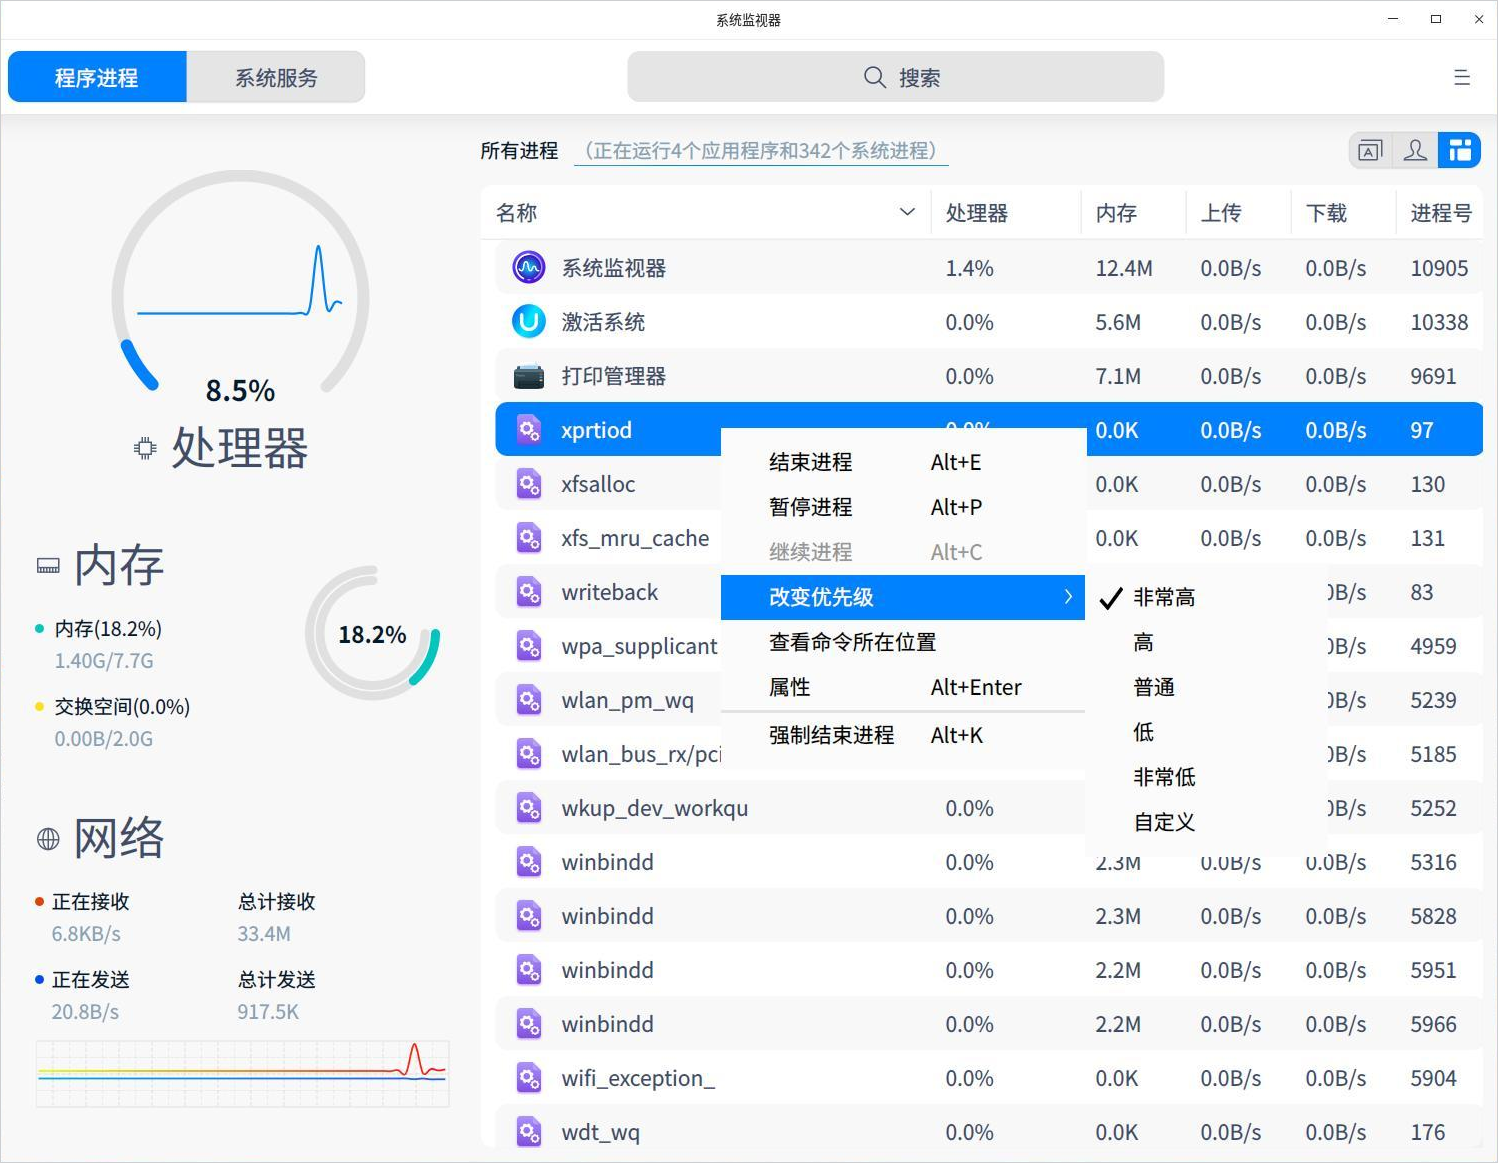 系统监视器
程序进程
系统服务
搜索
所有进程 （正在运行4个应用程序和342个系统进程）
名称 处理器 内存 上传 下载 进程号
系统监视器 1.4% 12.4M 0.0B/s 0.0B/s 10905
激活系统 0.0% 5.6M 0.0B/s 0.0B/s 10338
打印管理器 0.0% 7.1M 0.0B/s 0.0B/s 9691
xprtiod 0.0% 0.0K 0.0B/s 0.0B/s 97
xfsalloc 0.0K 0.0B/s 0.0B/s 130
xfs_mru_cache 0.0K 0.0B/s 0.0B/s 131
writeback 0B/s 83
wpa_supplicant 0B/s 4959
wlan_pm_wq 0B/s 5239
wlan_bus_rx/pci 0B/s 5185
wkup_dev_workqu 0.0% 0B/s 5252
winbindd 0.0% 2.3M 0.0B/s 0.0B/s 5316
winbindd 0.0% 2.3M 0.0B/s 0.0B/s 5828
winbindd 0.0% 2.2M 0.0B/s 0.0B/s 5951
winbindd 0.0% 2.2M 0.0B/s 0.0B/s 5966
wifi_exception_ 0.0% 0.0K 0.0B/s 0.0B/s 5904
wdt_wq 0.0% 0.0K 0.0B/s 0.0B/s 176
结束进程 Alt+E
暂停进程 Alt+P
继续进程 Alt+C
改变优先级
查看命令所在位置
属性 Alt+Enter
强制结束进程 Alt+K
非常高
高
普通
低
非常低
自定义
8.5%
处理器
内存
内存(18.2%)
1.40G/7.7G
交换空间(0.0%)
0.00B/2.0G
18.2%
网络
正在接收 总计接收
6.8KB/s 33.4M
正在发送 总计发送
20.8B/s 917.5K